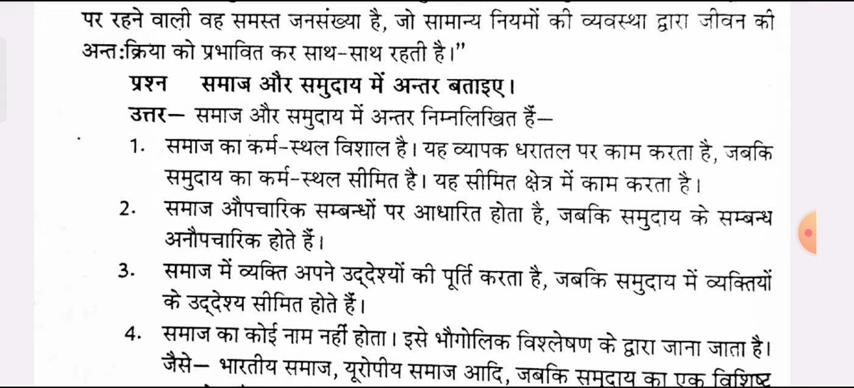 पर रहने वाली वह समस्त जनसंख्या है, जो सामान्य नियमों की व्यवस्था द्वारा जीवन की
अन्त:क्रिया को प्रभावित कर साथ-साथ रहती है।”
प्रश्न समाज और समुदाय में अन्तर बताइए।
उत्तर— समाज और समुदाय में अन्तर निम्नलिखित हैं—
1. समाज का कर्म-स्थल विशाल है। यह व्यापक धरातल पर काम करता है, जबकि
समुदाय का कर्म-स्थल सीमित है। यह सीमित क्षेत्र में काम करता है।
2. समाज औपचारिक सम्बन्धों पर आधारित होता है, जबकि समुदाय के सम्बन्ध
अनौपचारिक होते हैं।
3. समाज में व्यक्ति अपने उद्देश्यों की पूर्ति करता है, जबकि समुदाय में व्यक्तियों
के उद्देश्य सीमित होते हैं।
4. समाज का कोई नाम नहीं होता। इसे भौगोलिक विश्लेषण के द्वारा जाना जाता है।
जैसे— भारतीय समाज, यूरोपीय समाज आदि, जबकि समुदाय का एक विशिष्ट